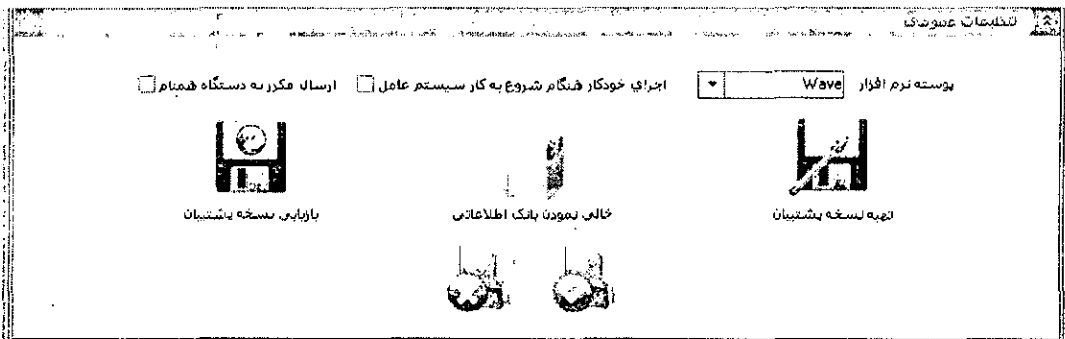 تنظیمات عمومی
پوسته نرم افزار Wave اجرای خودکار هنگام شروع به کار سیستم عامل ارسال مکرر به دستگاه همنام
تهیه نسخه پشتیبان خالی نمودن بانک اطلاعاتی بازیابی نسخه پشتیبان